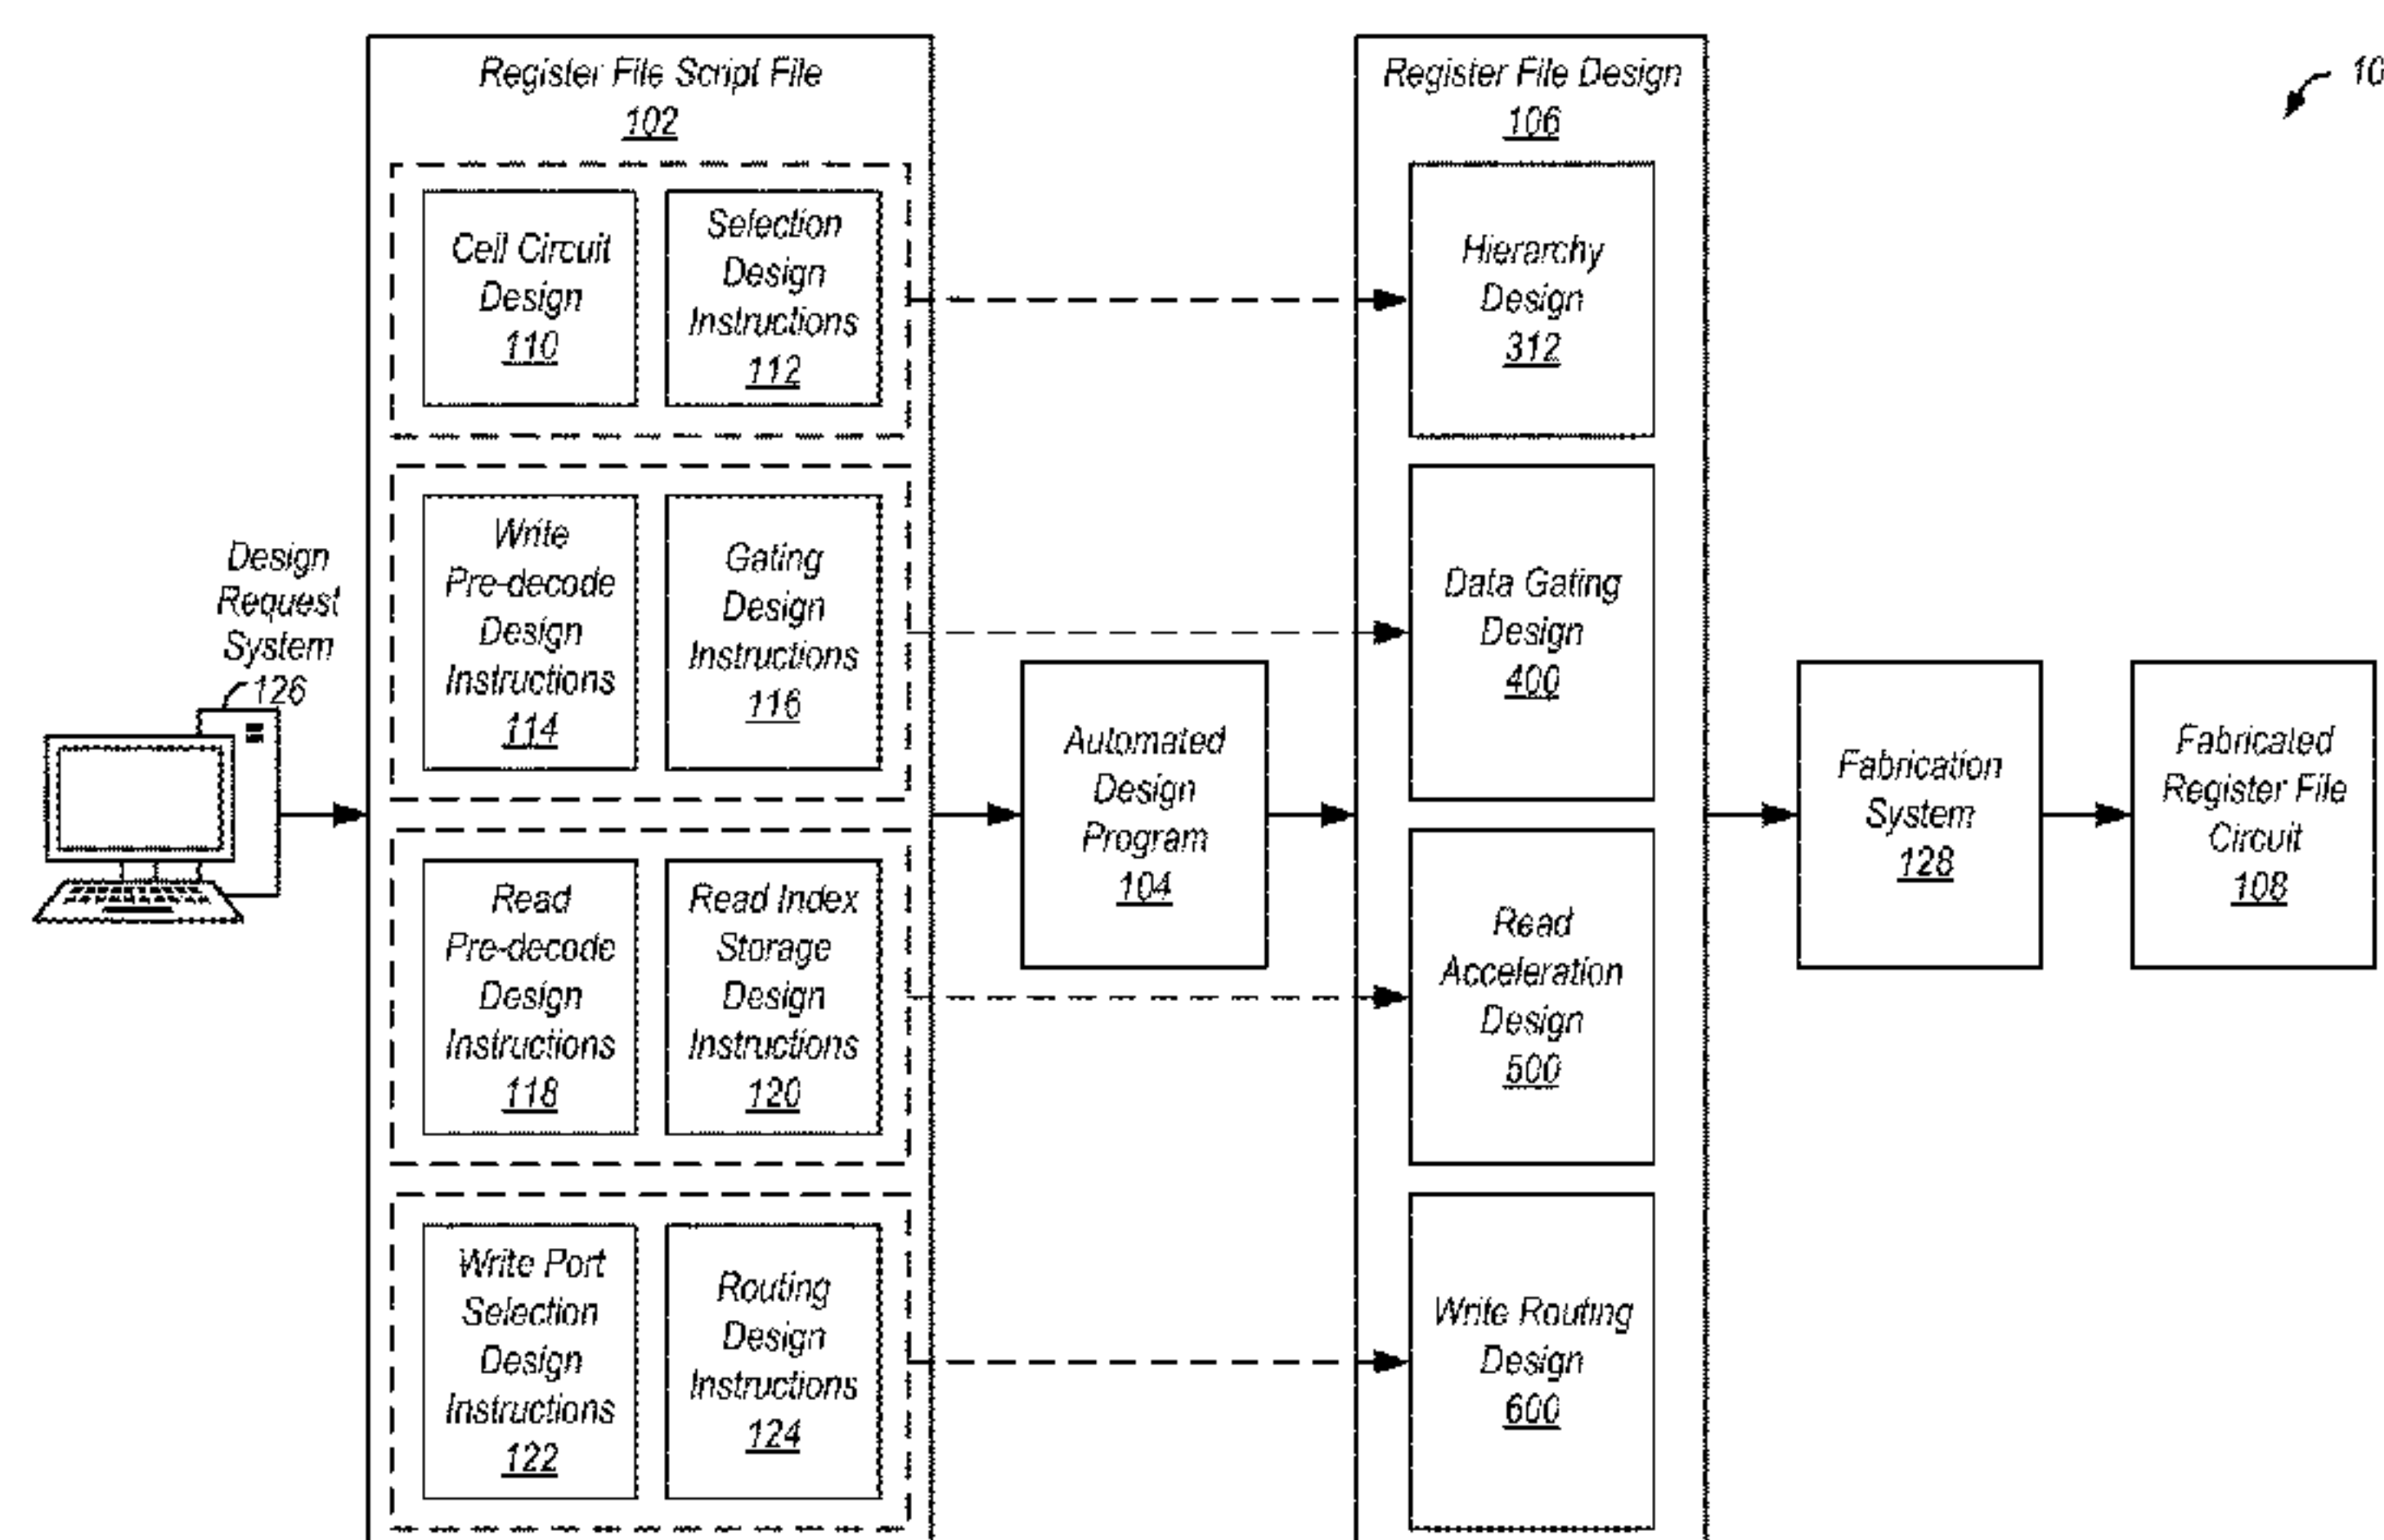 Register File Script File
102
Register File Design
106
10
Cell Circuit
Design
110
Selection
Design
Instructions
112
Hierarchy
Design
312
Design
Request
System
126
Write
Pre-decode
Design
Instructions
114
Gating
Design
Instructions
116
Data Gating
Design
400
Automated
Design
Program
104
Fabrication
System
128
Fabricated
Register File
Circuit
108
Read
Pre-decode
Design
Instructions
118
Read Index
Storage
Design
Instructions
120
Read
Acceleration
Design
500
Write Port
Selection
Design
Instructions
122
Routing
Design
Instructions
124
Write Routing
Design
600